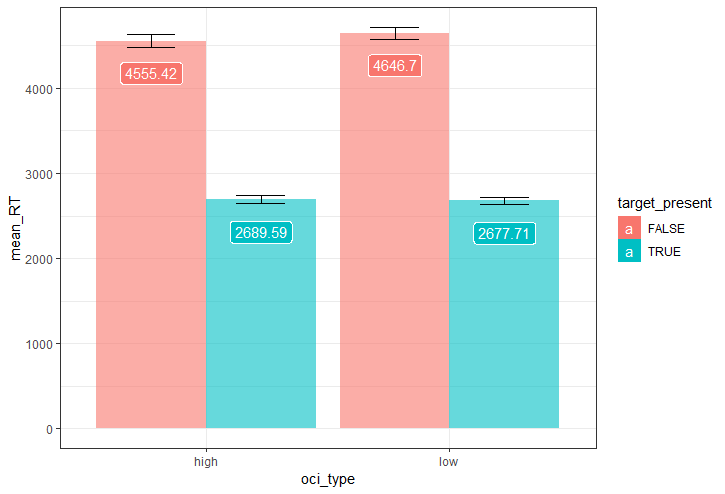 mean_RT
4000
3000
2000
1000
0
4555.42
2689.59
4646.7
2677.71
high
low
oci_type
target_present
a FALSE
a TRUE